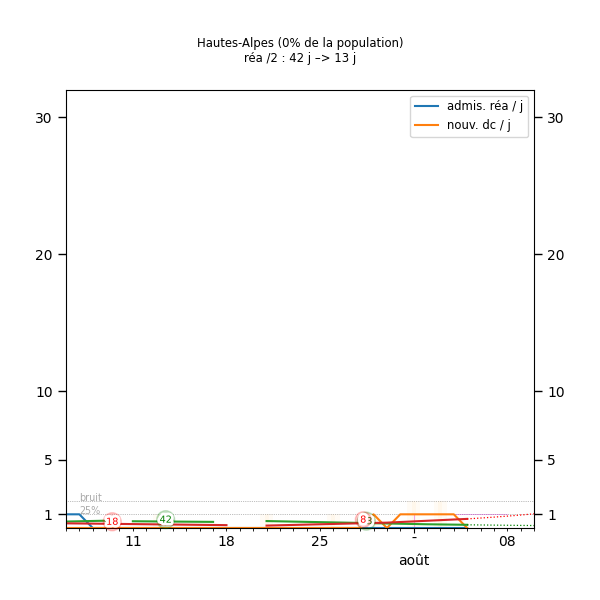 Hautes-Alpes (0% de la population)
réa /2 : 42 j –> 13 j
admis. réa / j
nouv. dc / j
30 30
20 20
10 10
5 5
bruit
25%
1 1
18 42 8
11 18 25 - 08
août